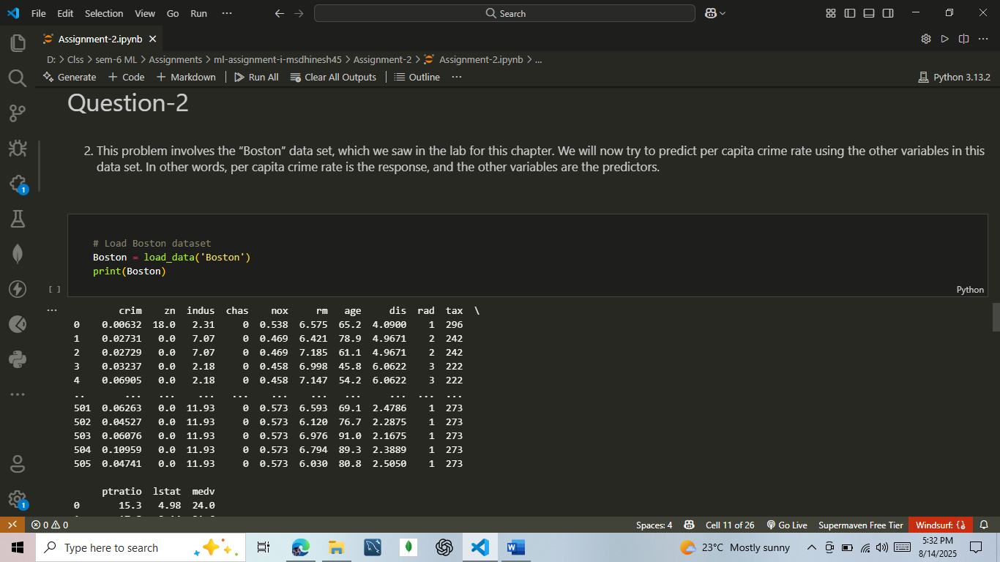 File Edit Selection View Go Run ···
Search
Assignment-2.ipynb
D: > Clss > sem-6 ML > Assignments > ml-assignment-i-msdhinesh45 > Assignment-2 > Assignment-2.ipynb > ...
Generate + Code + Markdown | Run All Clear All Outputs | Outline ··· Python 3.13.2
Question-2
2. This problem involves the “Boston” data set, which we saw in the lab for this chapter. We will now try to predict per capita crime rate using the other variables in this
data set. In other words, per capita crime rate is the response, and the other variables are the predictors.
# Load Boston dataset
Boston = load_data('Boston')
print(Boston)
[ ] Python
crim zn indus chas nox rm age dis rad tax \
0 0.00632 18.0 2.31 0 0.538 6.575 65.2 4.0900 1 296
1 0.02731 0.0 7.07 0 0.469 6.421 78.9 4.9671 2 242
2 0.02729 0.0 7.07 0 0.469 7.185 61.1 4.9671 2 242
3 0.03237 0.0 2.18 0 0.458 6.998 45.8 6.0622 3 222
4 0.06905 0.0 2.18 0 0.458 7.147 54.2 6.0622 3 222
.. ... ... ... ... ... ... ... ... ... ...
501 0.06263 0.0 11.93 0 0.573 6.593 69.1 2.4786 1 273
502 0.04527 0.0 11.93 0 0.573 6.120 76.7 2.2875 1 273
503 0.06076 0.0 11.93 0 0.573 6.976 91.0 2.1675 1 273
504 0.10959 0.0 11.93 0 0.573 6.794 89.3 2.3889 1 273
505 0.04741 0.0 11.93 0 0.573 6.030 80.8 2.5050 1 273
ptratio lstat medv
0 15.3 4.98 24.0
1
1
0 0 Spaces: 4 Cell 11 of 26 Go Live Supermaven Free Tier Windsurf: {}
Type here to search 23°C Mostly sunny 5:32 PM
8/14/2025